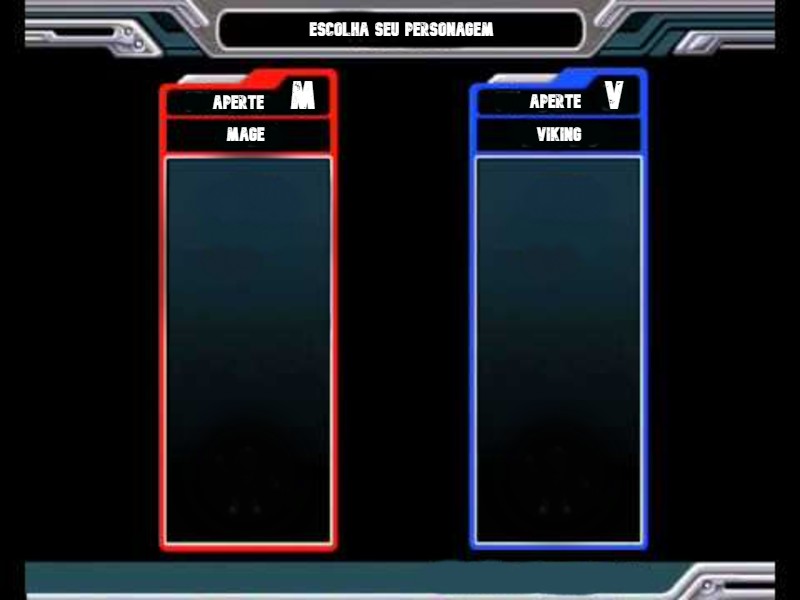 ESCOLHA SEU PERSONAGEM
APERTE M
MAGE
APERTE V
VIKING